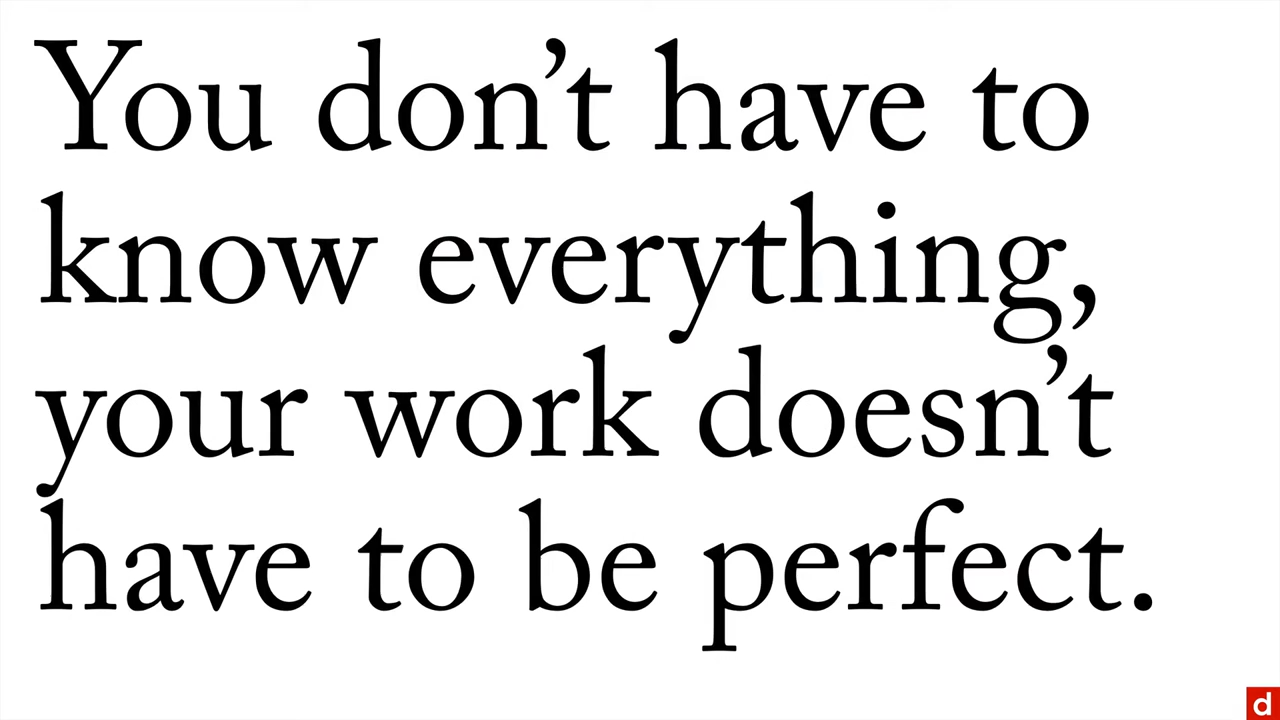 You don’t have to
know everything,
your work doesn’t
have to be perfect.
d